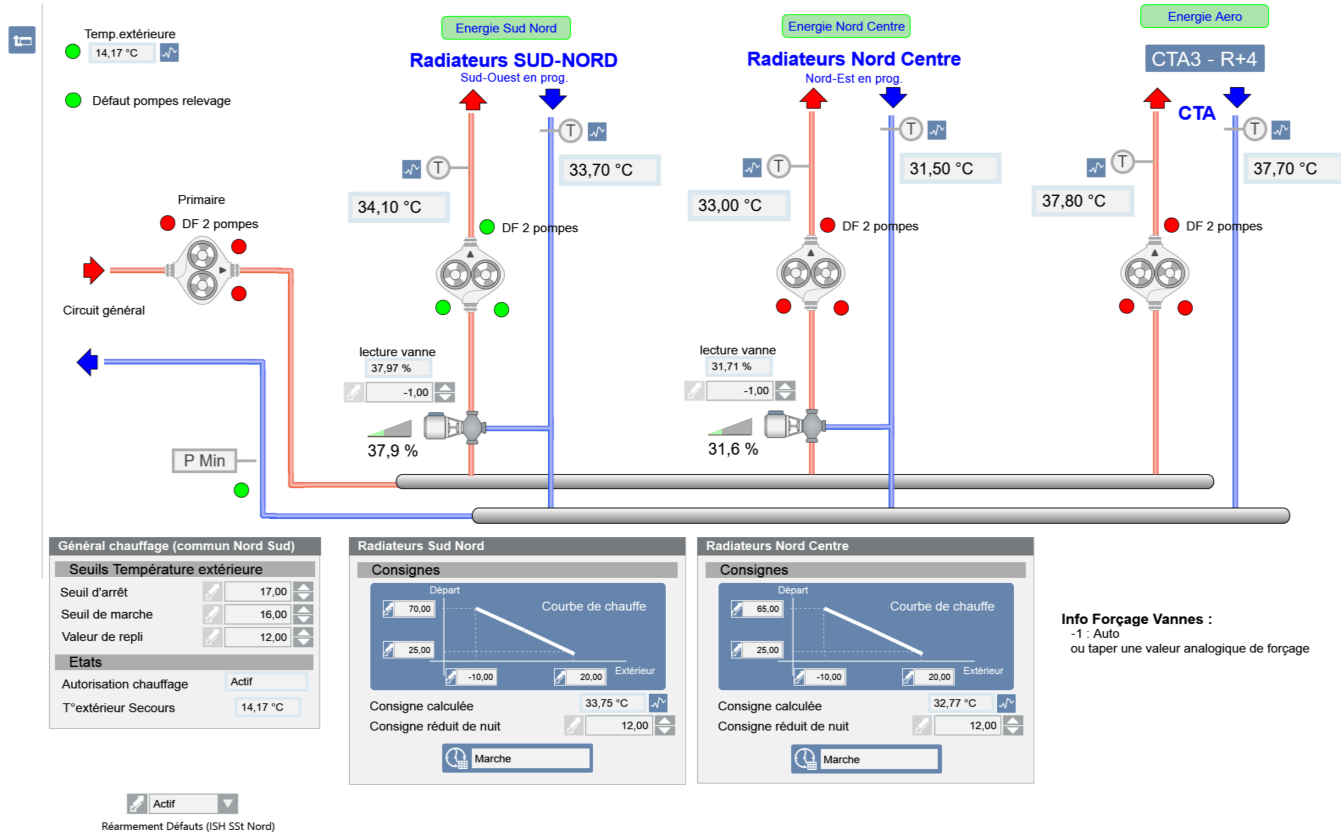 Energie Sud Nord
Energie Nord Centre
Energie Aero
Temp.extérieure
14,17 °C
Défaut pompes relevage
Radiateurs SUD-NORD
Sud-Ouest en prog.
Radiateurs Nord Centre
Nord-Est en prog.
CTA3 - R+4
CTA
T
33,70 °C
T
34,10 °C
T
31,50 °C
T
33,00 °C
T
37,70 °C
T
37,80 °C
Primaire
DF 2 pompes
DF 2 pompes
DF 2 pompes
DF 2 pompes
Circuit général
lecture vanne
37,97 %
-1,00
37,9 %
lecture vanne
31,71 %
-1,00
31,6 %
P Min
Général chauffage (commun Nord Sud)
Seuils Température extérieure
Seuil d'arrêt
17,00
Seuil de marche
16,00
Valeur de repli
12,00
Etats
Autorisation chauffage
Actif
T°extérieur Secours
14,17 °C
Radiateurs Sud Nord
Consignes
Départ
70,00
Courbe de chauffe
25,00
Extérieur
-10,00
20,00
Consigne calculée
33,75 °C
Consigne réduit de nuit
12,00
Marche
Radiateurs Nord Centre
Consignes
Départ
65,00
Courbe de chauffe
25,00
Extérieur
-10,00
20,00
Consigne calculée
32,77 °C
Consigne réduit de nuit
12,00
Marche
Info Forçage Vannes :
-1 : Auto
ou taper une valeur analogique de forçage
Actif
Réarmement Défauts (ISH SSt Nord)